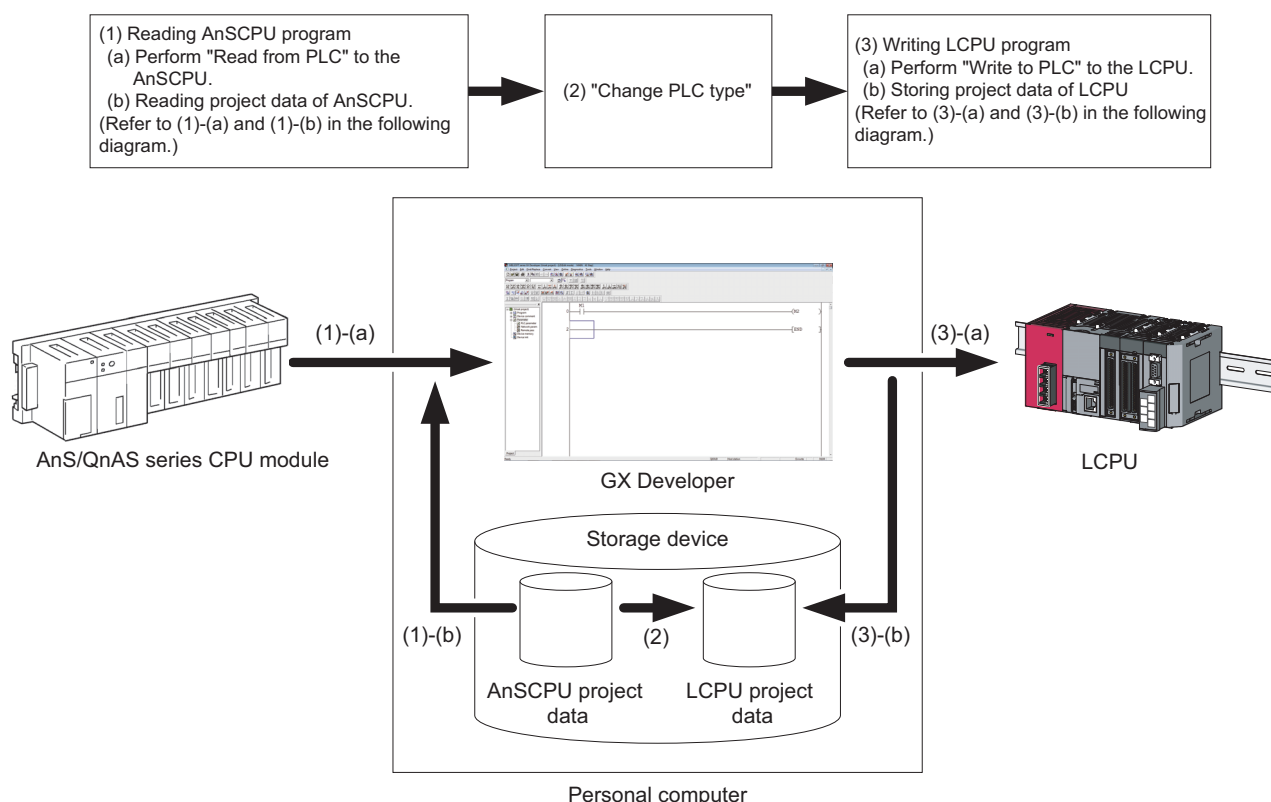 (1) Reading AnSCPU program
(a) Perform "Read from PLC" to the
AnSCPU.
(b) Reading project data of AnSCPU.
(Refer to (1)-(a) and (1)-(b) in the following
diagram.)
(2) "Change PLC type"
(3) Writing LCPU program
(a) Perform "Write to PLC" to the LCPU.
(b) Storing project data of LCPU
(Refer to (3)-(a) and (3)-(b) in the following
diagram.)
(1)-(a)
(3)-(a)
AnS/QnAS series CPU module
GX Developer
LCPU
Storage device
(1)-(b)
(2)
(3)-(b)
AnSCPU project
data
LCPU project
data
Personal computer